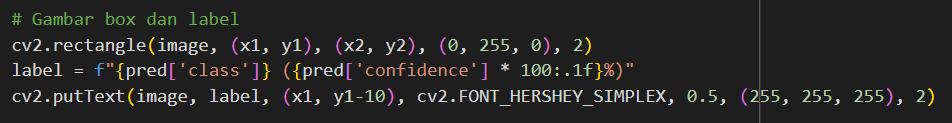 # Gambar box dan label
cv2.rectangle(image, (x1, y1), (x2, y2), (0, 255, 0), 2)
label = f"{pred['class']} ({pred['confidence'] * 100:.1f}%)"
cv2.putText(image, label, (x1, y1-10), cv2.FONT_HERSHEY_SIMPLEX, 0.5, (255, 255, 255), 2)